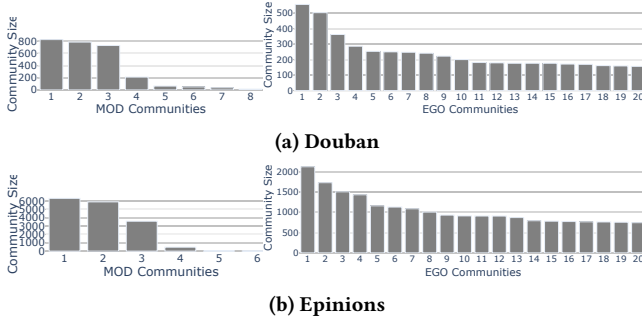 Community Size
800
600
400
200
0
1 2 3 4 5 6 7 8
MOD Communities
Community Size
500
400
300
200
100
0
1 2 3 4 5 6 7 8 9 10 11 12 13 14 15 16 17 18 19 20
EGO Communities
(a) Douban
Community Size
6000
5000
4000
3000
2000
1000
0
1 2 3 4 5 6
MOD Communities
Community Size
2000
1500
1000
500
0
1 2 3 4 5 6 7 8 9 10 11 12 13 14 15 16 17 18 19 20
EGO Communities
(b) Epinions